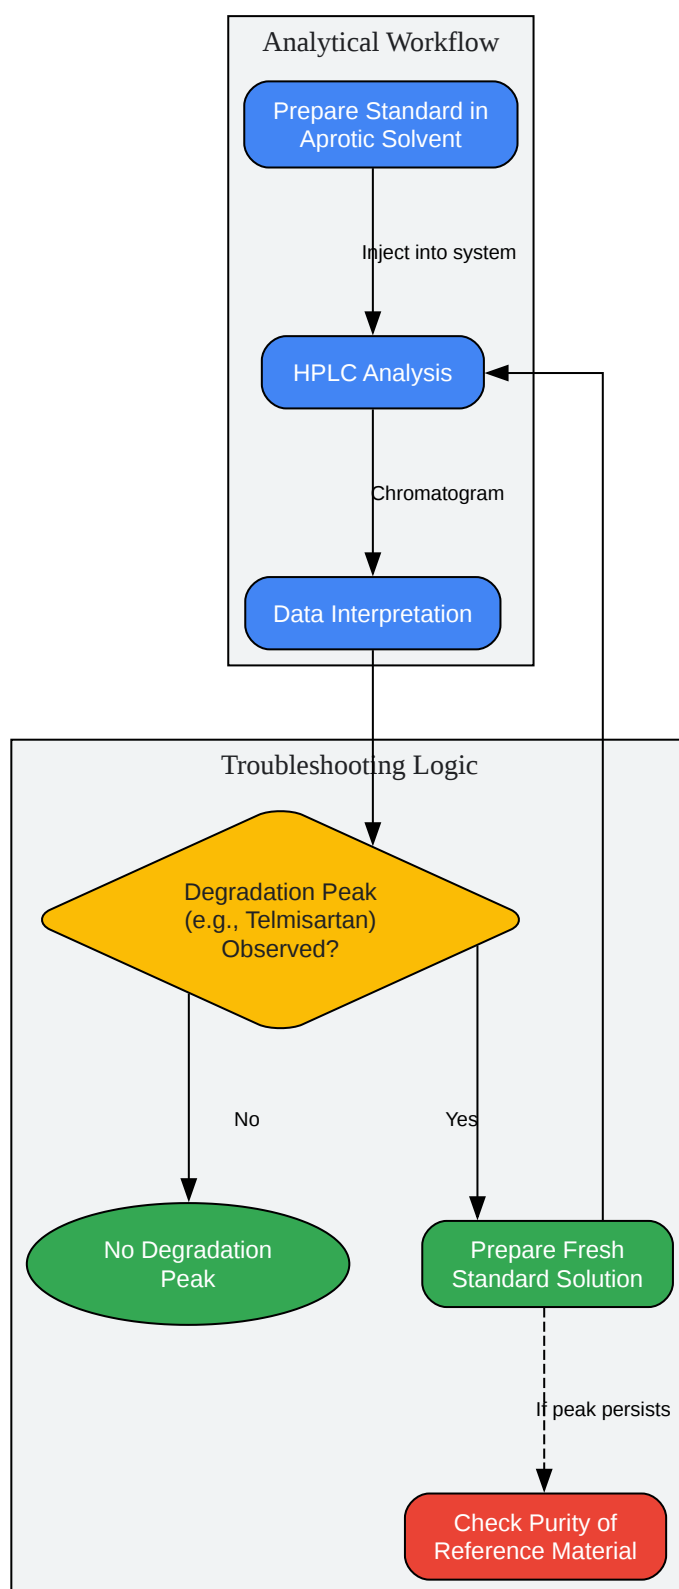 Analytical Workflow
Prepare Standard in
Aprotic Solvent
Inject into system
HPLC Analysis
Chromatogram
Data Interpretation
Troubleshooting Logic
Degradation Peak
(e.g., Telmisartan)
Observed?
No
Yes
No Degradation
Peak
Prepare Fresh
Standard Solution
If peak persists
Check Purity of
Reference Material